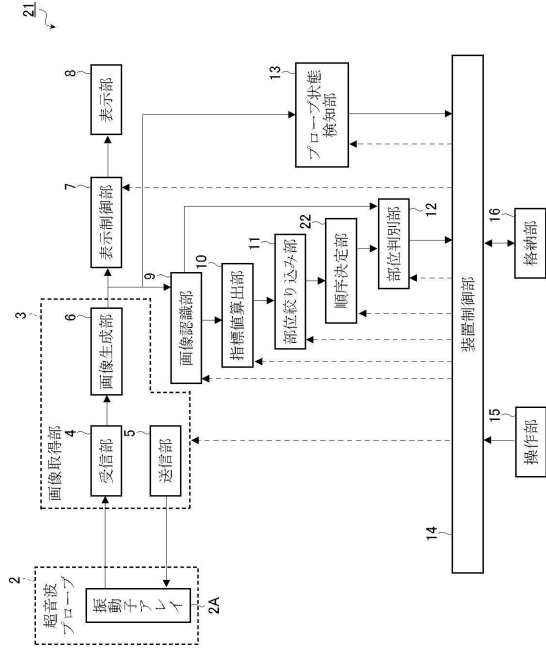 21
2
超音波
プローブ
振動子アレイ
2A
3
画像取得部
4
受信部
5
送信部
6
画像生成部
7
表示制御部
8
表示部
9
画像認識部
10
指標値算出部
11
部位絞り込み部
22
順序決定部
12
部位判別部
13
プローブ状態
検知部
14
装置制御部
15
操作部
16
格納部